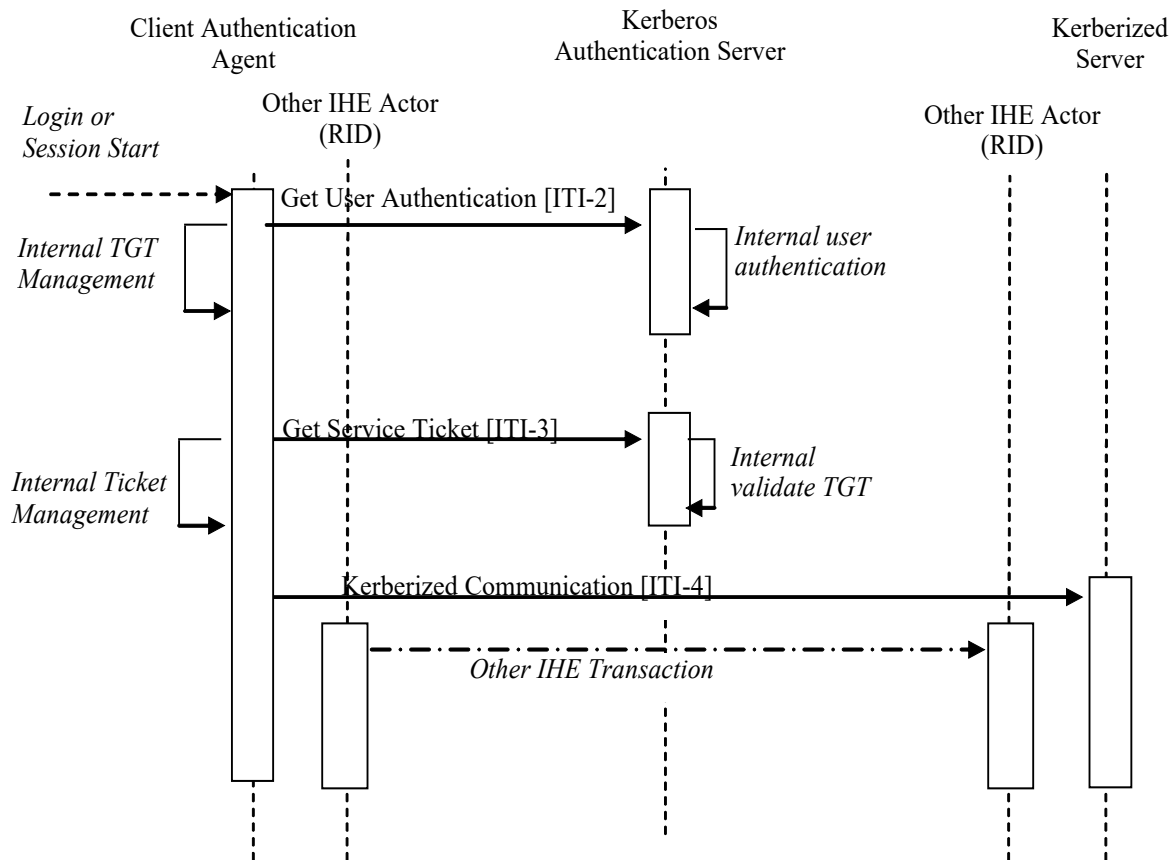 Client Authentication
Agent
Kerberos
Authentication Server
Kerberized
Server
Other IHE Actor
(RID)
Other IHE Actor
(RID)
Login or
Session Start
Get User Authentication [ITI-2]
Internal TGT
Management
Internal user
authentication
Get Service Ticket [ITI-3]
Internal Ticket
Management
Internal
validate TGT
Kerberized Communication [ITI-4]
Other IHE Transaction